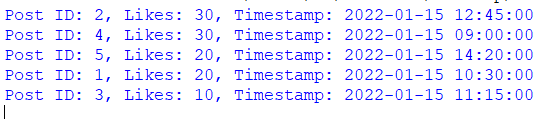 Post ID: 2, Likes: 30, Timestamp: 2022-01-15 12:45:00
Post ID: 4, Likes: 30, Timestamp: 2022-01-15 09:00:00
Post ID: 5, Likes: 20, Timestamp: 2022-01-15 14:20:00
Post ID: 1, Likes: 20, Timestamp: 2022-01-15 10:30:00
Post ID: 3, Likes: 10, Timestamp: 2022-01-15 11:15:00